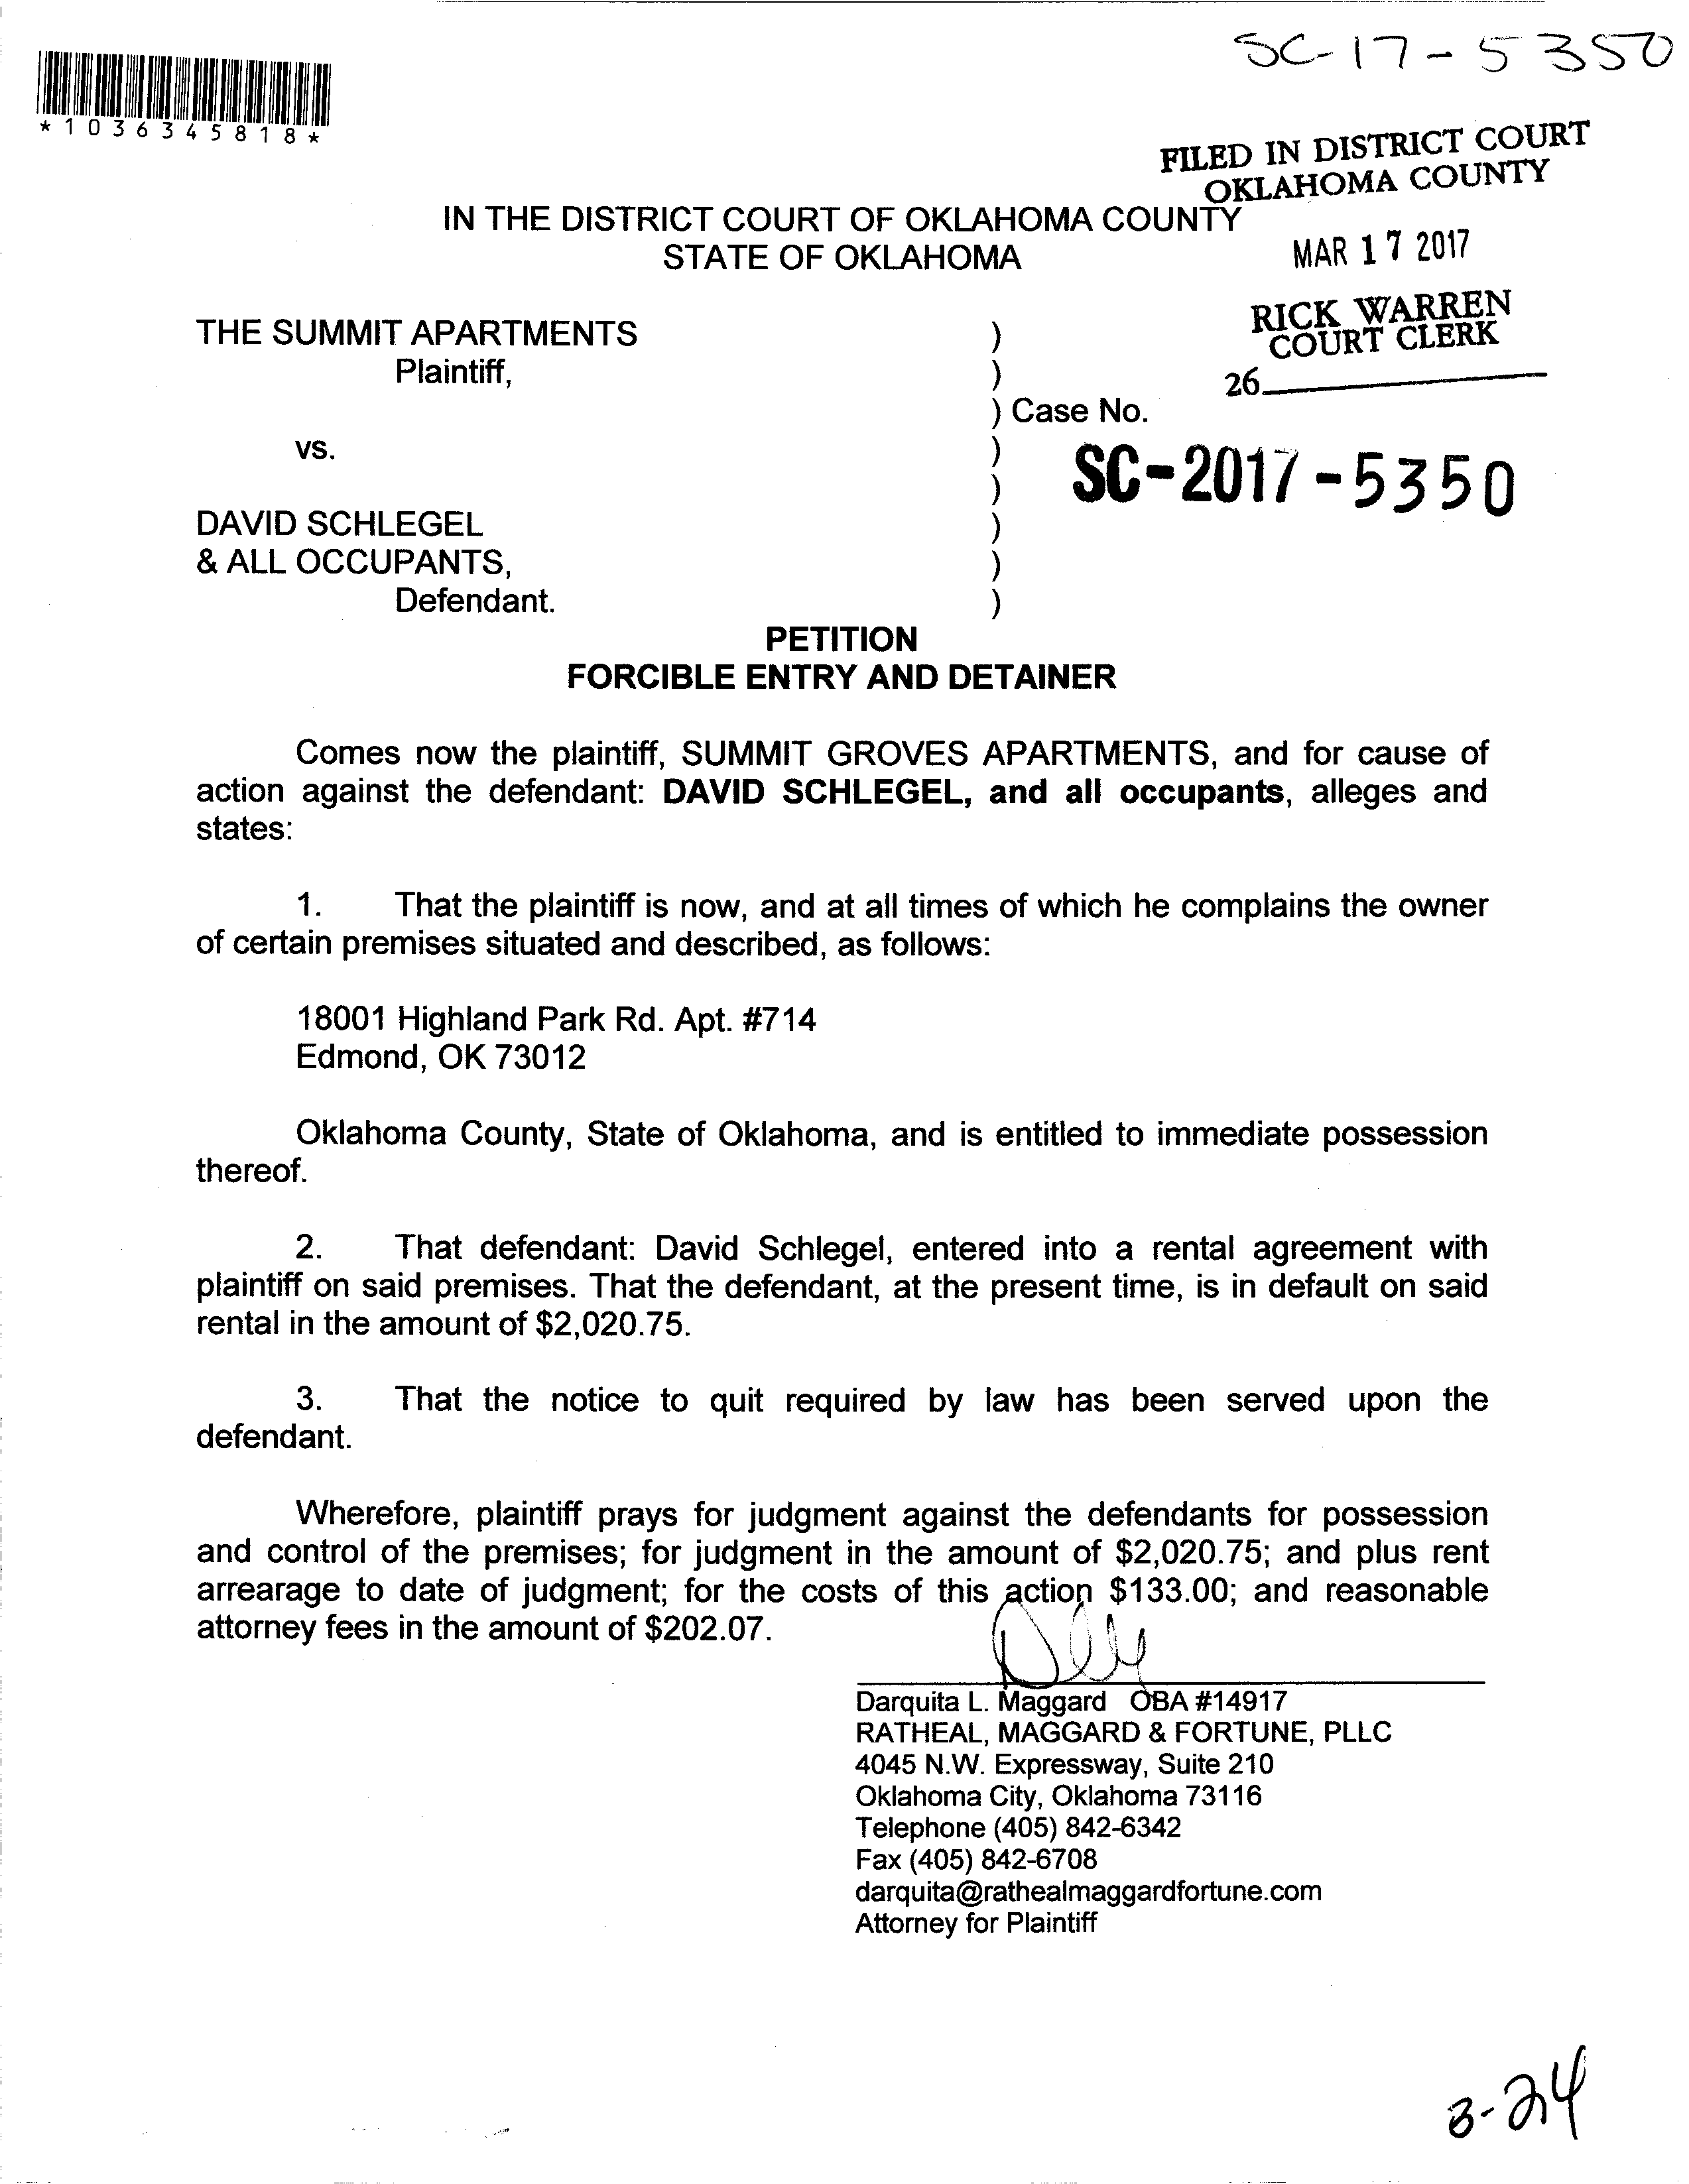 SC-17-5350
*1036345818*
FILED IN DISTRICT COURT
OKLAHOMA COUNTY
IN THE DISTRICT COURT OF OKLAHOMA COUNTY
STATE OF OKLAHOMA
MAR 17 2017
RICK WARREN
COURT CLERK
26
THE SUMMIT APARTMENTS )
Plaintiff, )
) Case No.
vs. )
SC-2017-5350
)
DAVID SCHLEGEL )
& ALL OCCUPANTS, )
Defendant. )
PETITION
FORCIBLE ENTRY AND DETAINER
Comes now the plaintiff, SUMMIT GROVES APARTMENTS, and for cause of
action against the defendant: DAVID SCHLEGEL, and all occupants, alleges and
states:
1. That the plaintiff is now, and at all times of which he complains the owner
of certain premises situated and described, as follows:
18001 Highland Park Rd. Apt. #714
Edmond, OK 73012
Oklahoma County, State of Oklahoma, and is entitled to immediate possession
thereof.
2. That defendant: David Schlegel, entered into a rental agreement with
plaintiff on said premises. That the defendant, at the present time, is in default on said
rental in the amount of $2,020.75.
3. That the notice to quit required by law has been served upon the
defendant.
Wherefore, plaintiff prays for judgment against the defendants for possession
and control of the premises; for judgment in the amount of $2,020.75; and plus rent
arrearage to date of judgment; for the costs of this action $133.00; and reasonable
attorney fees in the amount of $202.07.
Darquita L. Maggard OBA #14917
RATHEAL, MAGGARD & FORTUNE, PLLC
4045 N.W. Expressway, Suite 210
Oklahoma City, Oklahoma 73116
Telephone (405) 842-6342
Fax (405) 842-6708
darquita@rathealmaggardfortune.com
Attorney for Plaintiff
3-24